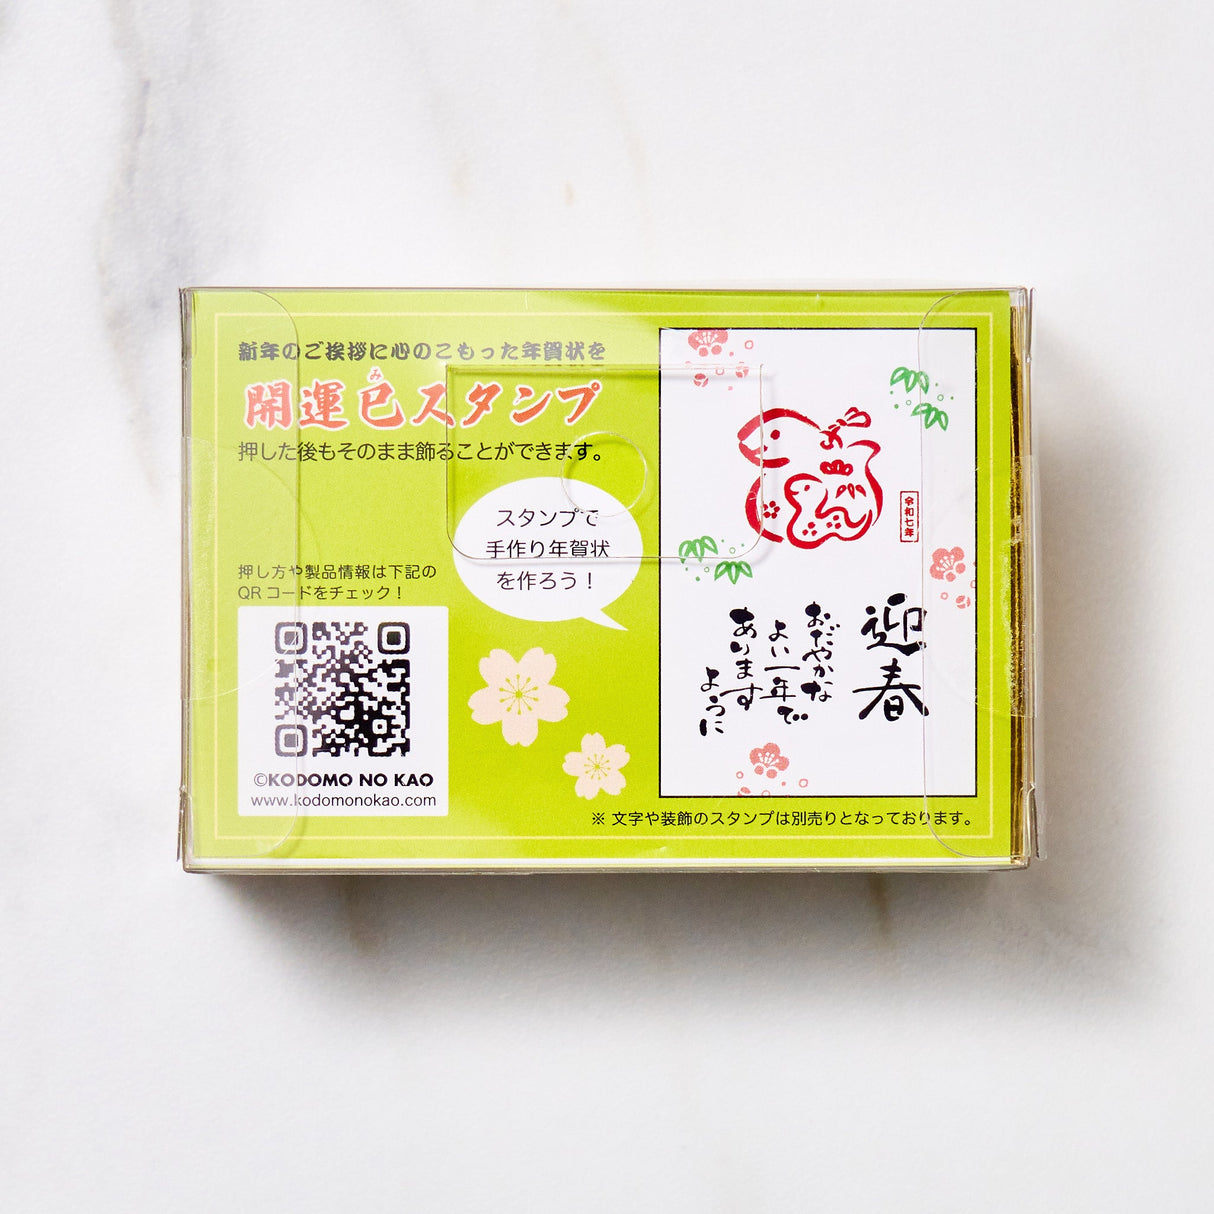 新年のご挨拶に心のこもった年賀状を
み
開運巳スタンプ
押した後もそのまま飾ることができます。
スタンプで
手作り年賀状
を作ろう！
押し方や製品情報は下記の
QRコードをチェック！
©KODOMO NO KAO
www.kodomonokao.com
令和七年
迎春
おだやかな
よい一年で
あります
ように
※ 文字や装飾のスタンプは別売りとなっております。